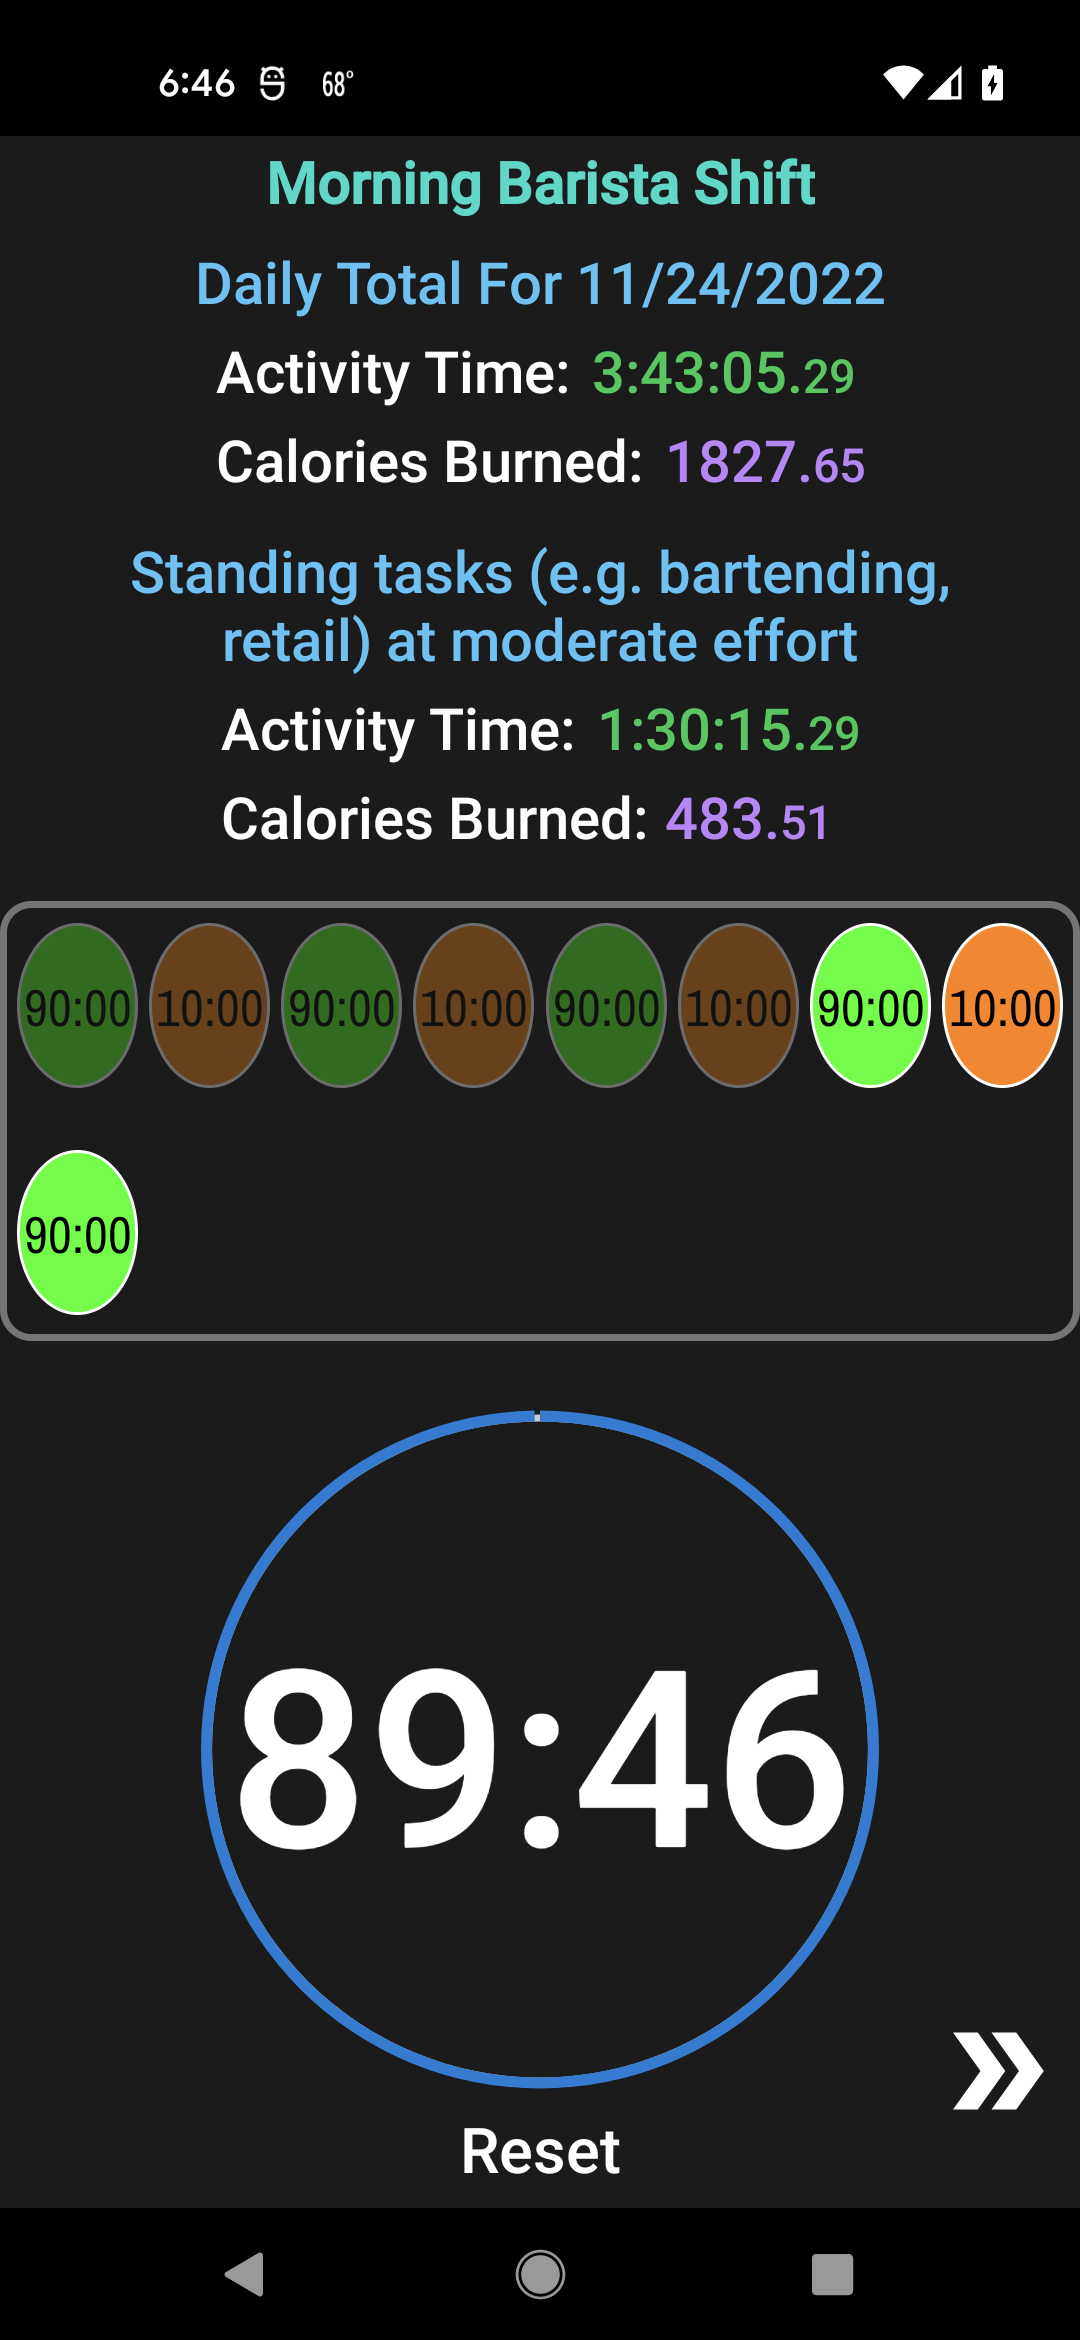 6:46 68°
Morning Barista Shift
Daily Total For 11/24/2022
Activity Time: 3:43:05.29
Calories Burned: 1827.65
Standing tasks (e.g. bartending,
retail) at moderate effort
Activity Time: 1:30:15.29
Calories Burned: 483.51
90:00 10:00 90:00 10:00 90:00 10:00 90:00 10:00
90:00
89:46
Reset